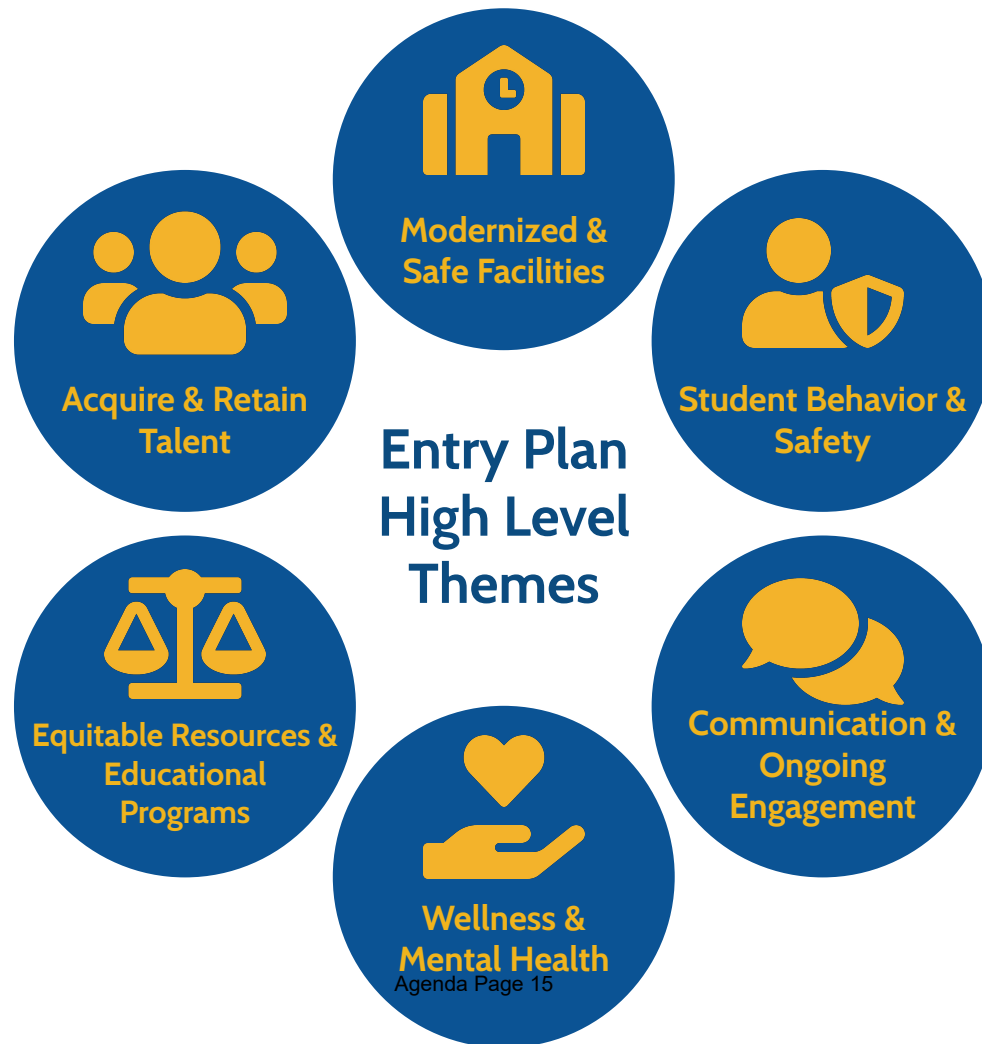 Modernized &
Safe Facilities
Student Behavior &
Safety
Communication &
Ongoing
Engagement
Wellness &
Mental Health
Equitable Resources &
Educational
Programs
Acquire & Retain
Talent
Entry Plan
High Level
Themes
Agenda Page 15